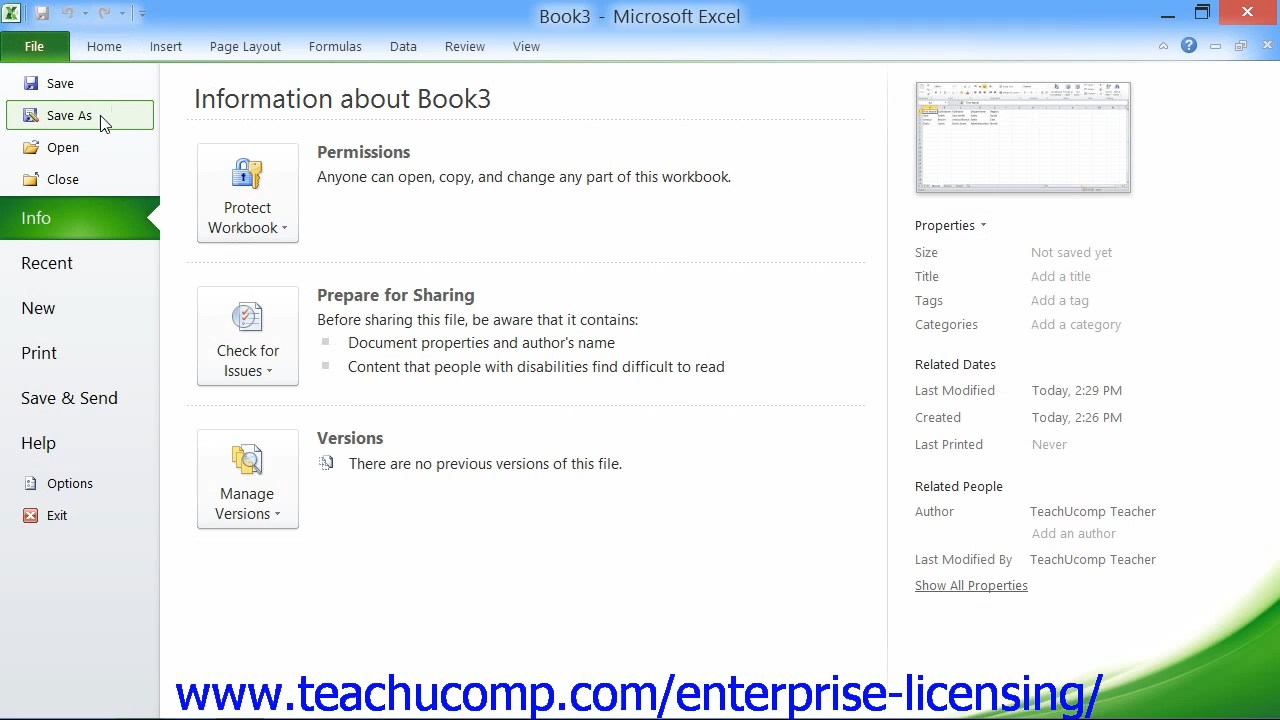 Book3 - Microsoft Excel
File Home Insert Page Layout Formulas Data Review View
Save
Save As
Open
Close
Info
Recent
New
Print
Save & Send
Help
Options
Exit
Information about Book3
Protect
Workbook
Permissions
Anyone can open, copy, and change any part of this workbook.
Check for
Issues
Prepare for Sharing
Before sharing this file, be aware that it contains:
Document properties and author's name
Content that people with disabilities find difficult to read
Manage
Versions
Versions
There are no previous versions of this file.
Properties
Size Not saved yet
Title Add a title
Tags Add a tag
Categories Add a category
Related Dates
Last Modified Today, 2:29 PM
Created Today, 2:26 PM
Last Printed Never
Related People
Author TeachUcomp Teacher
Add an author
Last Modified By TeachUcomp Teacher
Show All Properties
www.teachucomp.com/enterprise-licensing/